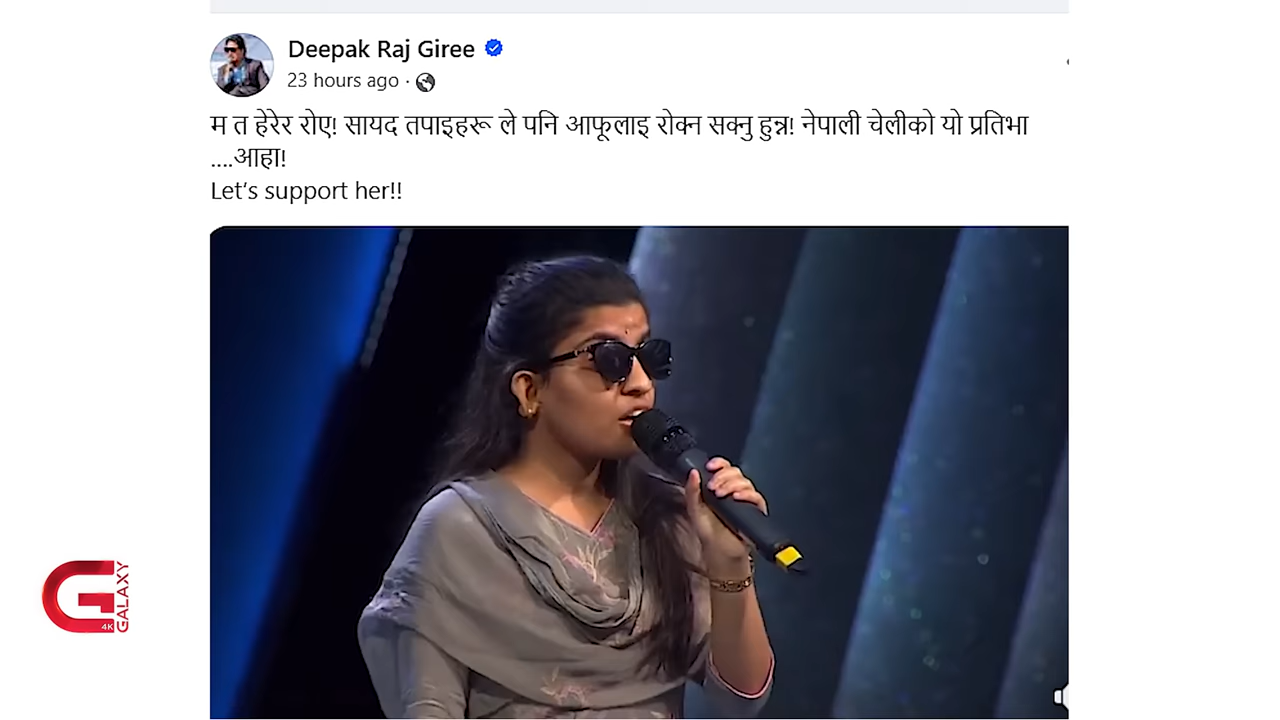 Deepak Raj Giree
23 hours ago ·
म त हेरेर रोए! सायद तपाइहरू ले पनि आफूलाइ रोक्न सक्नु हुन्न! नेपाली चेलीको यो प्रतिभा
....आहा!
Let's support her!!
G
4K
GALAXY